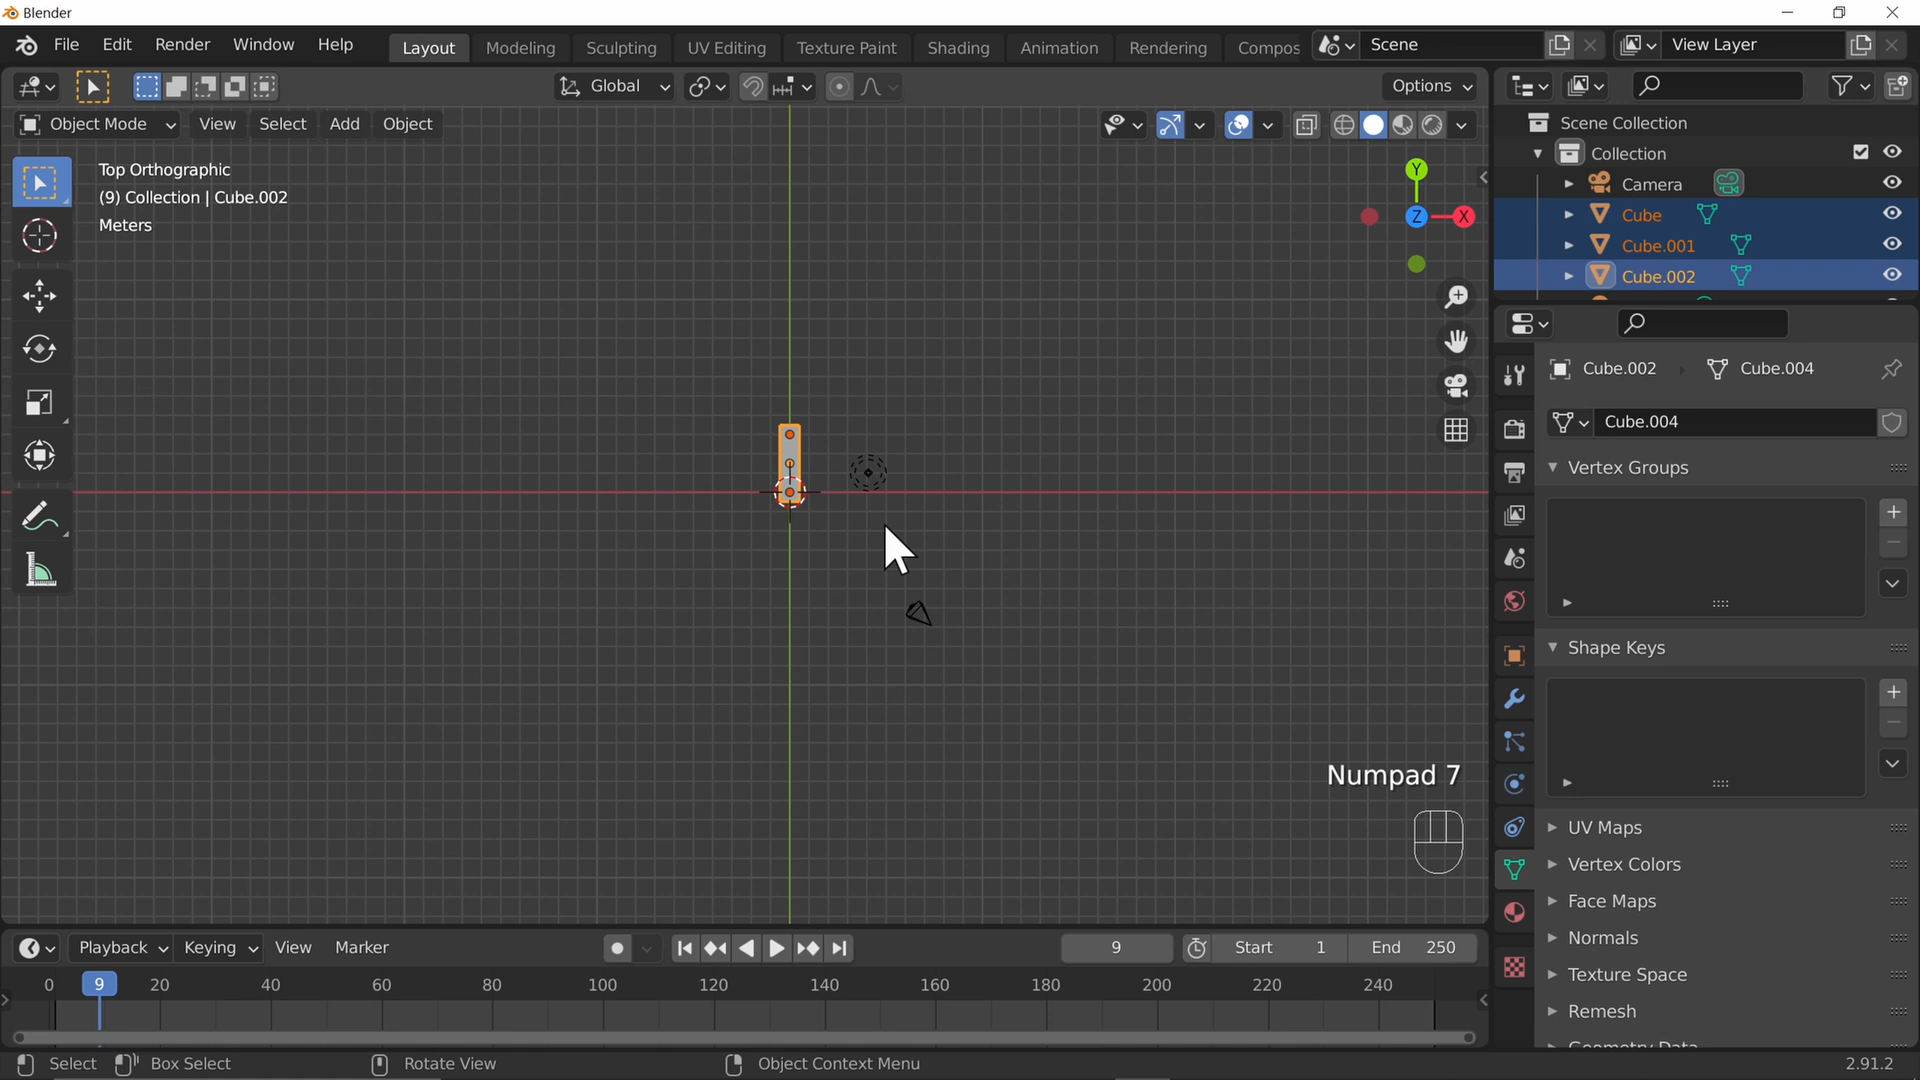 Blender
File Edit Render Window Help Layout Modeling Sculpting UV Editing Texture Paint Shading Animation Rendering Compos Scene View Layer
Global Options
Object Mode View Select Add Object
Scene Collection
Collection
Camera
Cube
Cube.001
Cube.002
Top Orthographic
(9) Collection | Cube.002
Meters
Y
Z X
Cube.002 Cube.004
Cube.004
Vertex Groups
Shape Keys
Numpad 7
UV Maps
Vertex Colors
Face Maps
Normals
Texture Space
Remesh
Playback Keying View Marker 9 Start 1 End 250
0 9 20 40 60 80 100 120 140 160 180 200 220 240
Select Box Select Rotate View Object Context Menu 2.91.2